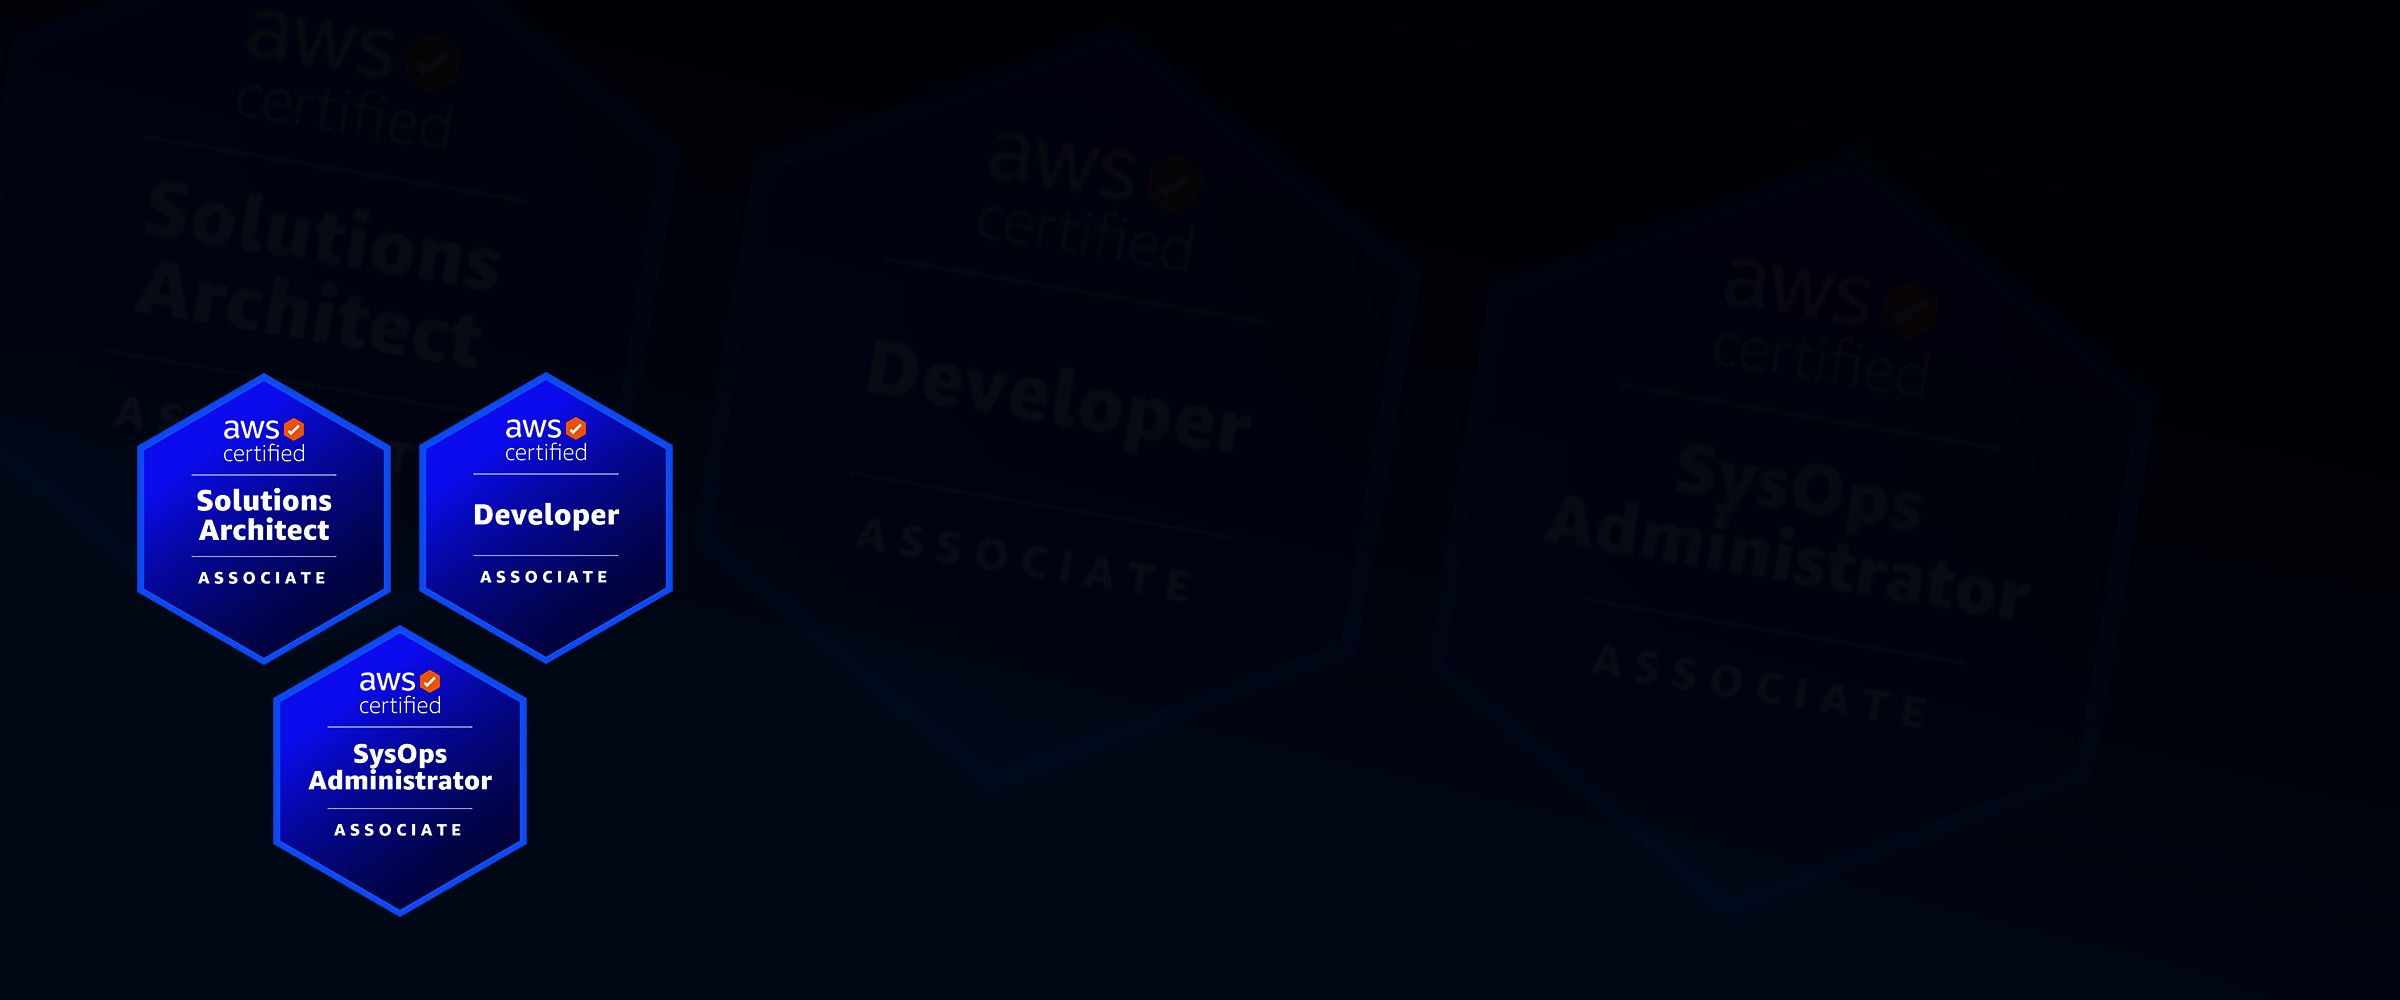 aws
certified
Solutions
Architect
ASSOCIATE
aws
certified
Developer
ASSOCIATE
aws
certified
SysOps
Administrator
ASSOCIATE
aws
certified
Solutions
Architect
AS
T
aws
certified
Developer
ASSOCIATE
aws
certified
SysOps
Administrator
ASSOCIATE